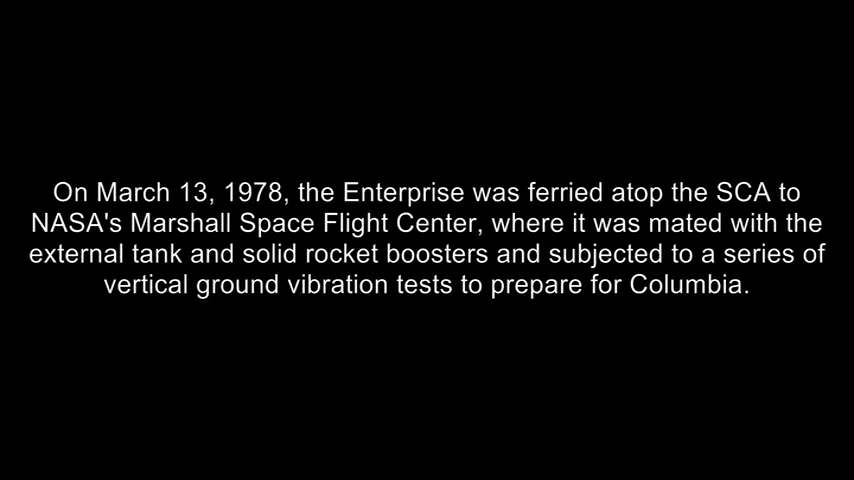 On March 13, 1978, the Enterprise was ferried atop the SCA to
NASA's Marshall Space Flight Center, where it was mated with the
external tank and solid rocket boosters and subjected to a series of
vertical ground vibration tests to prepare for Columbia.